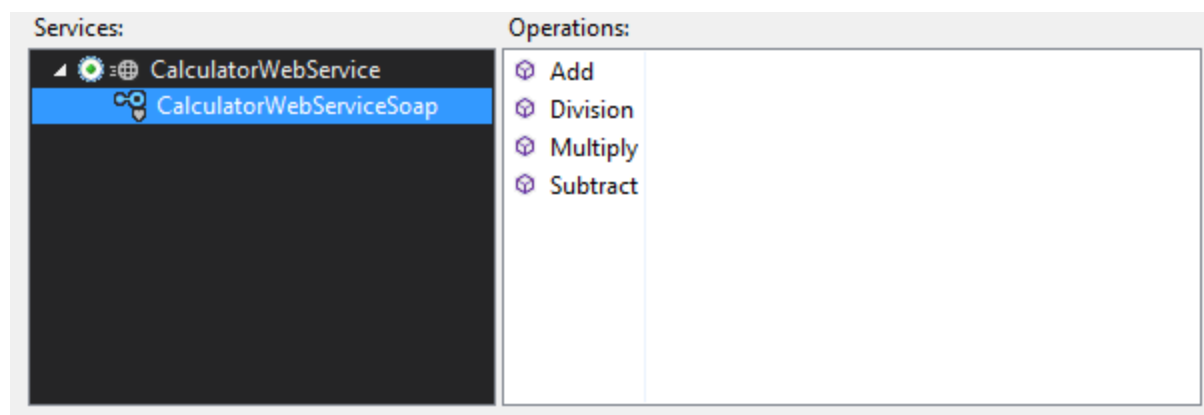 Services:
CalculatorWebService
CalculatorWebServiceSoap
Operations:
Add
Division
Multiply
Subtract